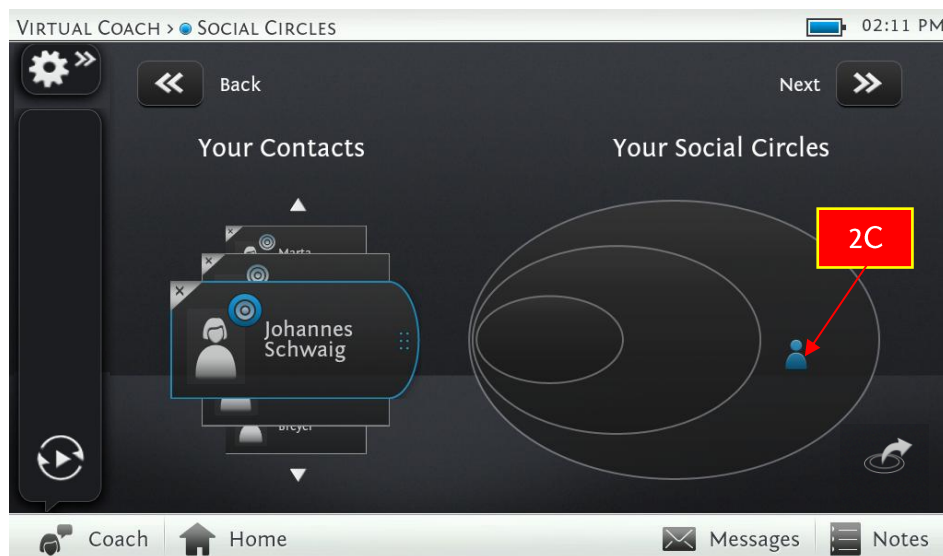 VIRTUAL COACH > SOCIAL CIRCLES
02:11 PM
Back
Next
Your Contacts
Your Social Circles
2C
Marta
Johannes
Schwaig
Breyer
Coach
Home
Messages
Notes